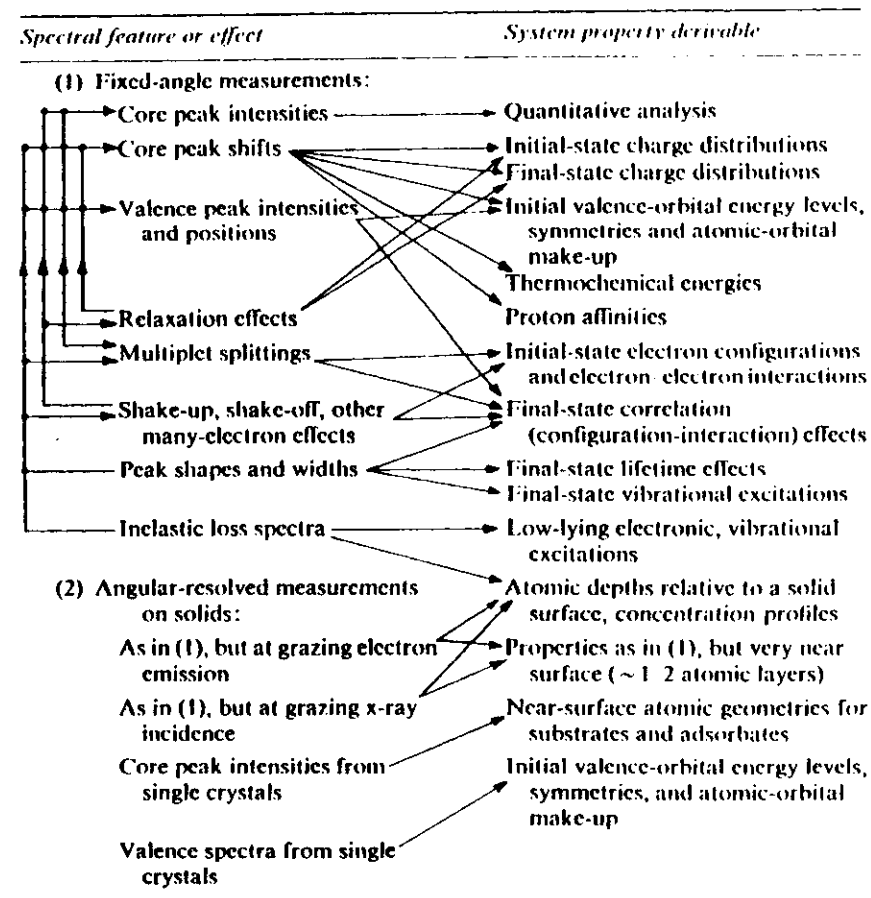 Spectral feature or effect
System property derivable
(1) Fixed-angle measurements:
Core peak intensities
Quantitative analysis
Core peak shifts
Initial-state charge distributions
Final-state charge distributions
Valence peak intensities
and positions
Initial valence-orbital energy levels,
symmetries and atomic-orbital
make-up
Thermochemical energies
Relaxation effects
Proton affinities
Multiplet splittings
Initial-state electron configurations
and electron-electron interactions
Shake-up, shake-off, other
many-electron effects
Final-state correlation
(configuration-interaction) effects
Peak shapes and widths
Final-state lifetime effects
Final-state vibrational excitations
Inelastic loss spectra
Low-lying electronic, vibrational
excitations
(2) Angular-resolved measurements
on solids:
Atomic depths relative to a solid
surface, concentration profiles
As in (1), but at grazing electron
emission
Properties as in (1), but very near
surface (~1 2 atomic layers)
As in (1), but at grazing x-ray
incidence
Near-surface atomic geometries for
substrates and adsorbates
Core peak intensities from
single crystals
Initial valence-orbital energy levels,
symmetries, and atomic-orbital
make-up
Valence spectra from single
crystals